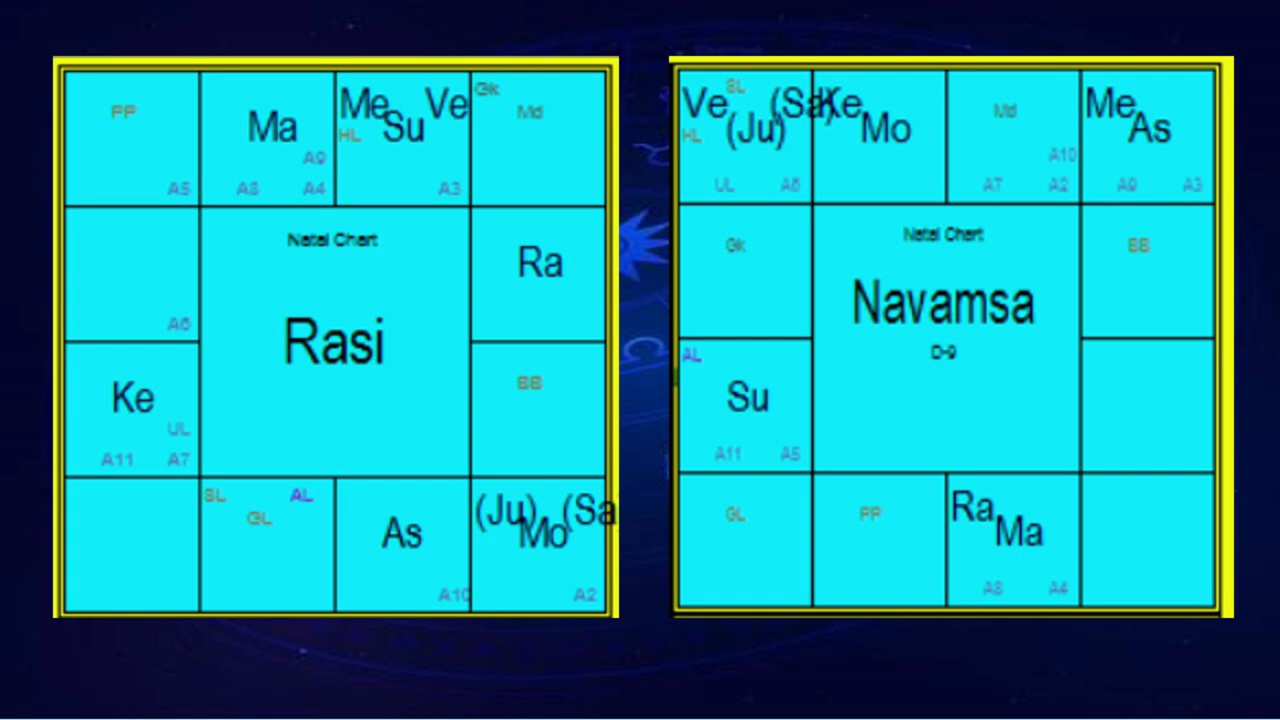 PP
Ma
A9
A8 A4
Me Ve
Su
HL
A3
Gk
Md
A5
Natal Chart
Rasi
Ra
A6
Ke
UL
A11 A7
BB
SL AL
GL
As
A10
(Ju) (Sa
Mo
A2
Ve SL (Sa)
HL (Ju)
UL A6
Ke
Mo
Md
A10
A7 A2
Me
As
A9 A3
Gk
Natal Chart
Navamsa
D-9
BB
AL
Su
A11 A5
GL
PP
Ra
Ma
A8 A4